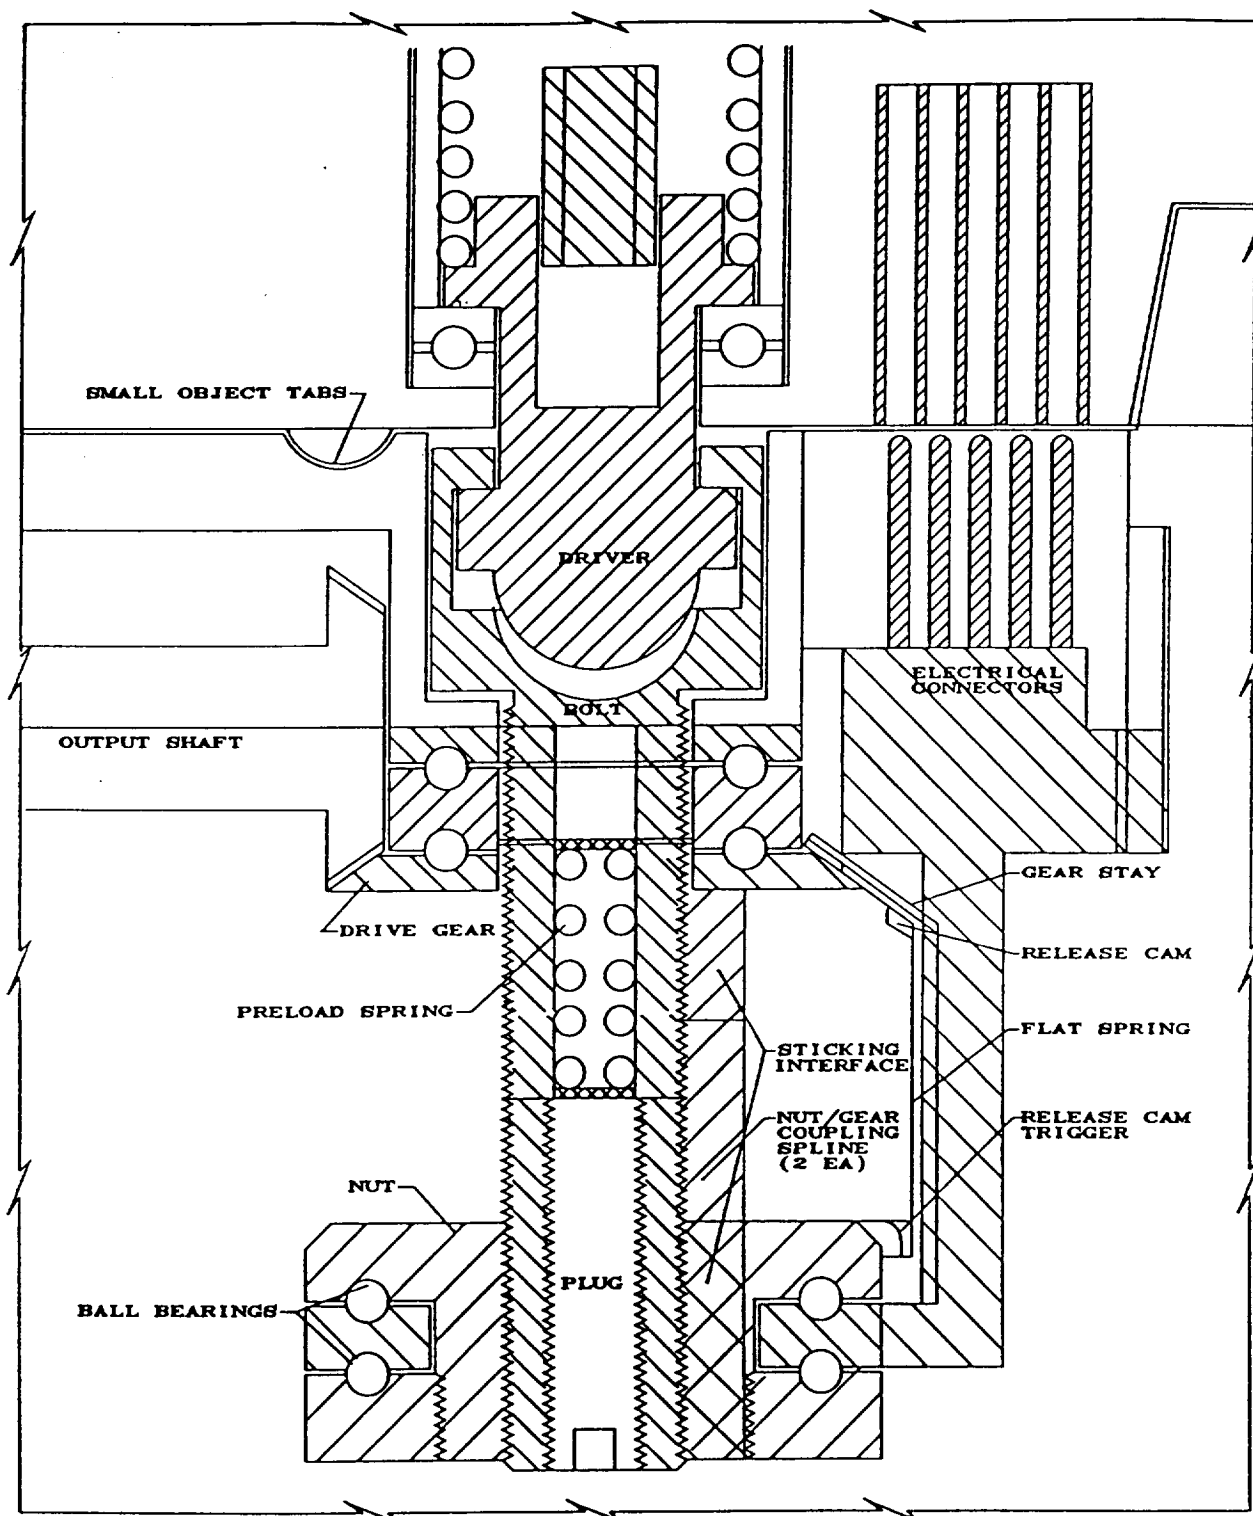 SMALL OBJECT TABS
DRIVER
ELECTRICAL
CONNECTORS
BOLT
OUTPUT SHAFT
GEAR STAY
DRIVE GEAR
RELEASE CAM
PRELOAD SPRING
FLAT SPRING
STICKING
INTERFACE
NUT/GEAR
COUPLING
SPLINE
(2 EA)
RELEASE CAM
TRIGGER
NUT
PLUG
BALL BEARINGS